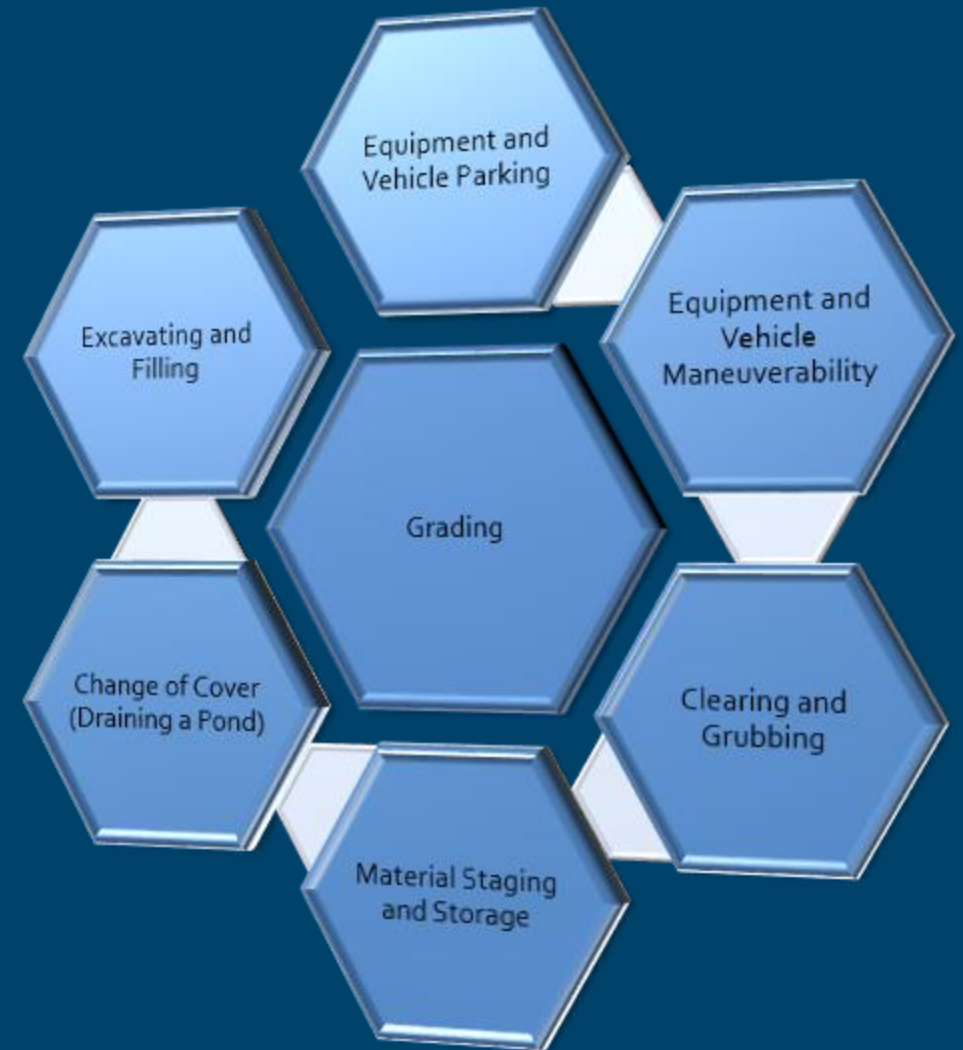 Equipment and
Vehicle Parking
Equipment and
Vehicle
Maneuverability
Excavating and
Filling
Grading
Change of Cover
(Draining a Pond)
Clearing and
Grubbing
Material Staging
and Storage